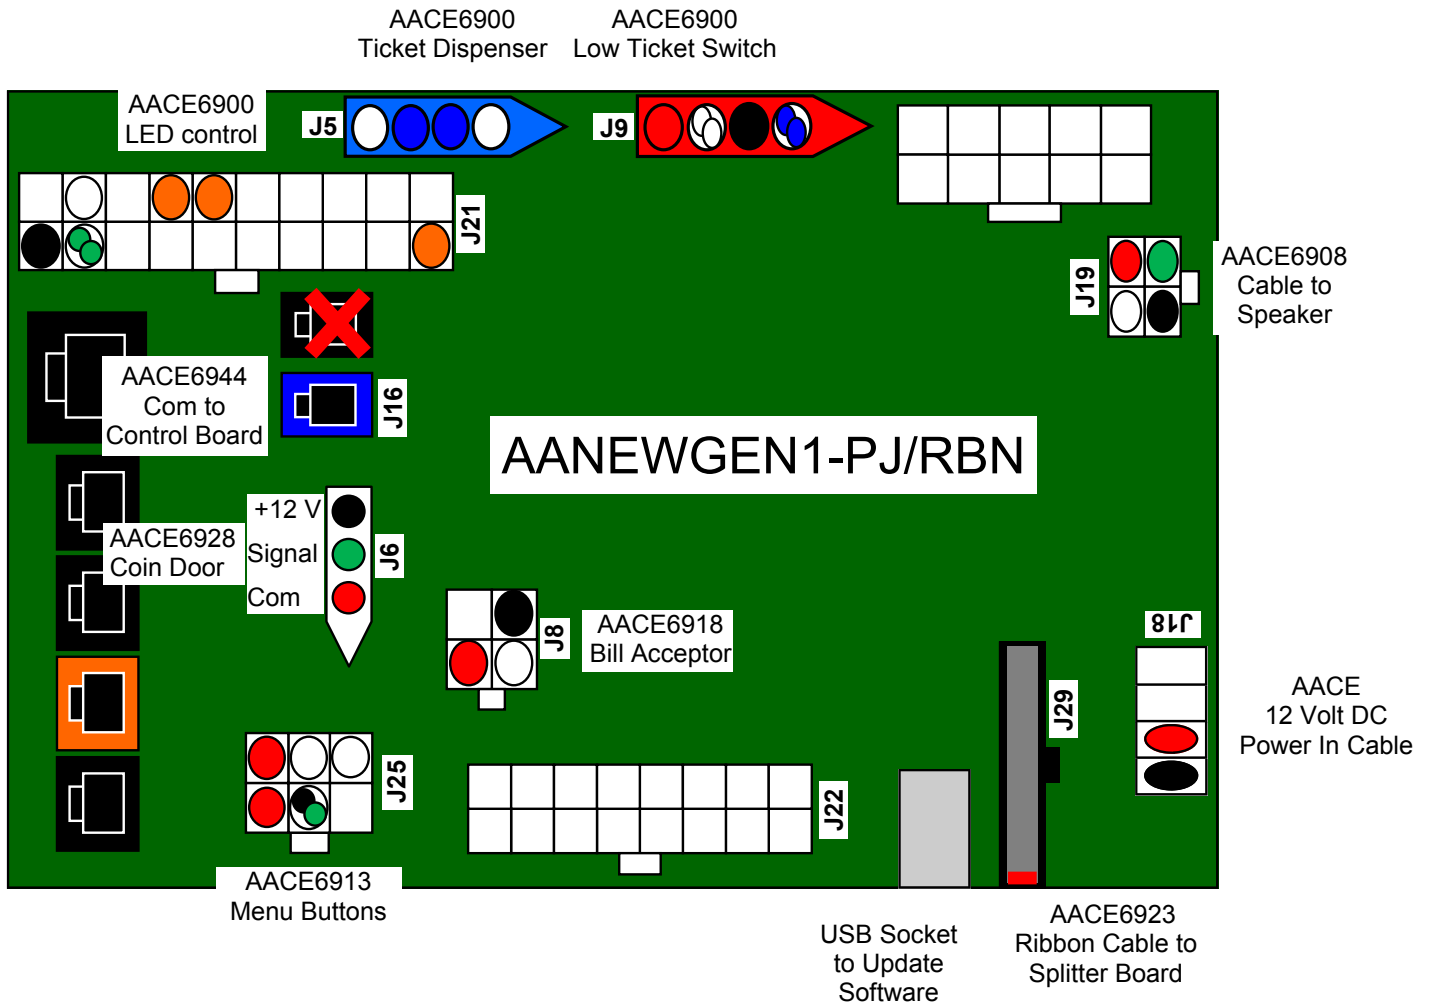 AACE6900
Ticket Dispenser
AACE6900
Low Ticket Switch
AACE6900
LED control
J5
J9
J21
J19
AACE6908
Cable to
Speaker
AACE6944
Com to
Control Board
J16
AANEWGEN1-PJ/RBN
+12 V
Signal
Com
AACE6928
Coin Door
J6
J8
AACE6918
Bill Acceptor
J18
J29
AACE
12 Volt DC
Power In Cable
J25
J22
AACE6913
Menu Buttons
USB Socket
to Update
Software
AACE6923
Ribbon Cable to
Splitter Board